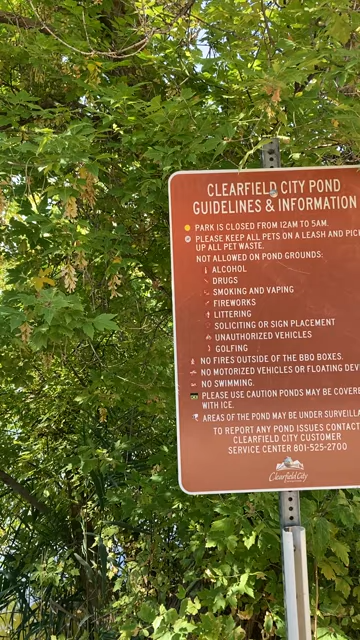 CLEARFIELD CITY POND
GUIDELINES & INFORMATION
PARK IS CLOSED FROM 12AM TO 5AM.
PLEASE KEEP ALL PETS ON A LEASH AND PICK
UP ALL PET WASTE.
NOT ALLOWED ON POND GROUNDS:
ALCOHOL
DRUGS
SMOKING AND VAPING
FIREWORKS
LITTERING
SOLICITING OR SIGN PLACEMENT
UNAUTHORIZED VEHICLES
GOLFING
NO FIRES OUTSIDE OF THE BBQ BOXES.
NO MOTORIZED VEHICLES OR FLOATING DEV
NO SWIMMING.
PLEASE USE CAUTION PONDS MAY BE COVERE
WITH ICE.
AREAS OF THE POND MAY BE UNDER SURVEILLA
TO REPORT ANY POND ISSUES CONTACT
CLEARFIELD CITY CUSTOMER
SERVICE CENTER 801-525-2700
Clearfield City